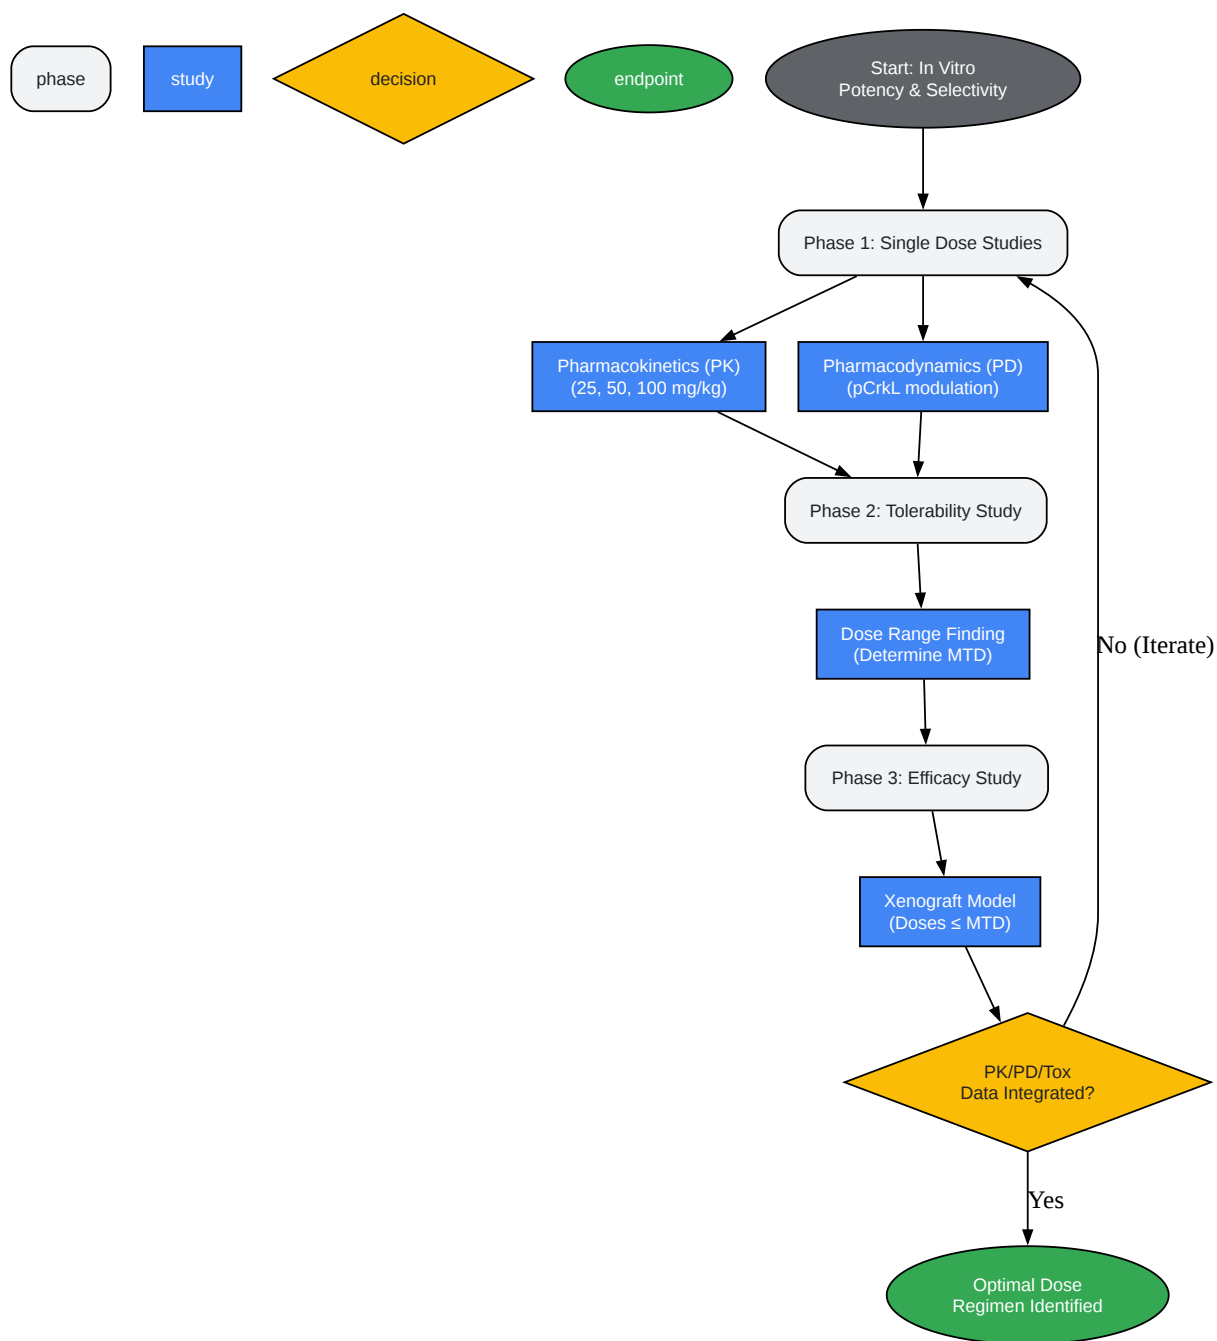 phase
study
decision
endpoint
Start: In Vitro
Potency & Selectivity
Phase 1: Single Dose Studies
Pharmacokinetics (PK)
(25, 50, 100 mg/kg)
Pharmacodynamics (PD)
(pCrkL modulation)
Phase 2: Tolerability Study
Dose Range Finding
(Determine MTD)
No (Iterate)
Phase 3: Efficacy Study
Xenograft Model
(Doses ≤ MTD)
PK/PD/Tox
Data Integrated?
Yes
Optimal Dose
Regimen Identified